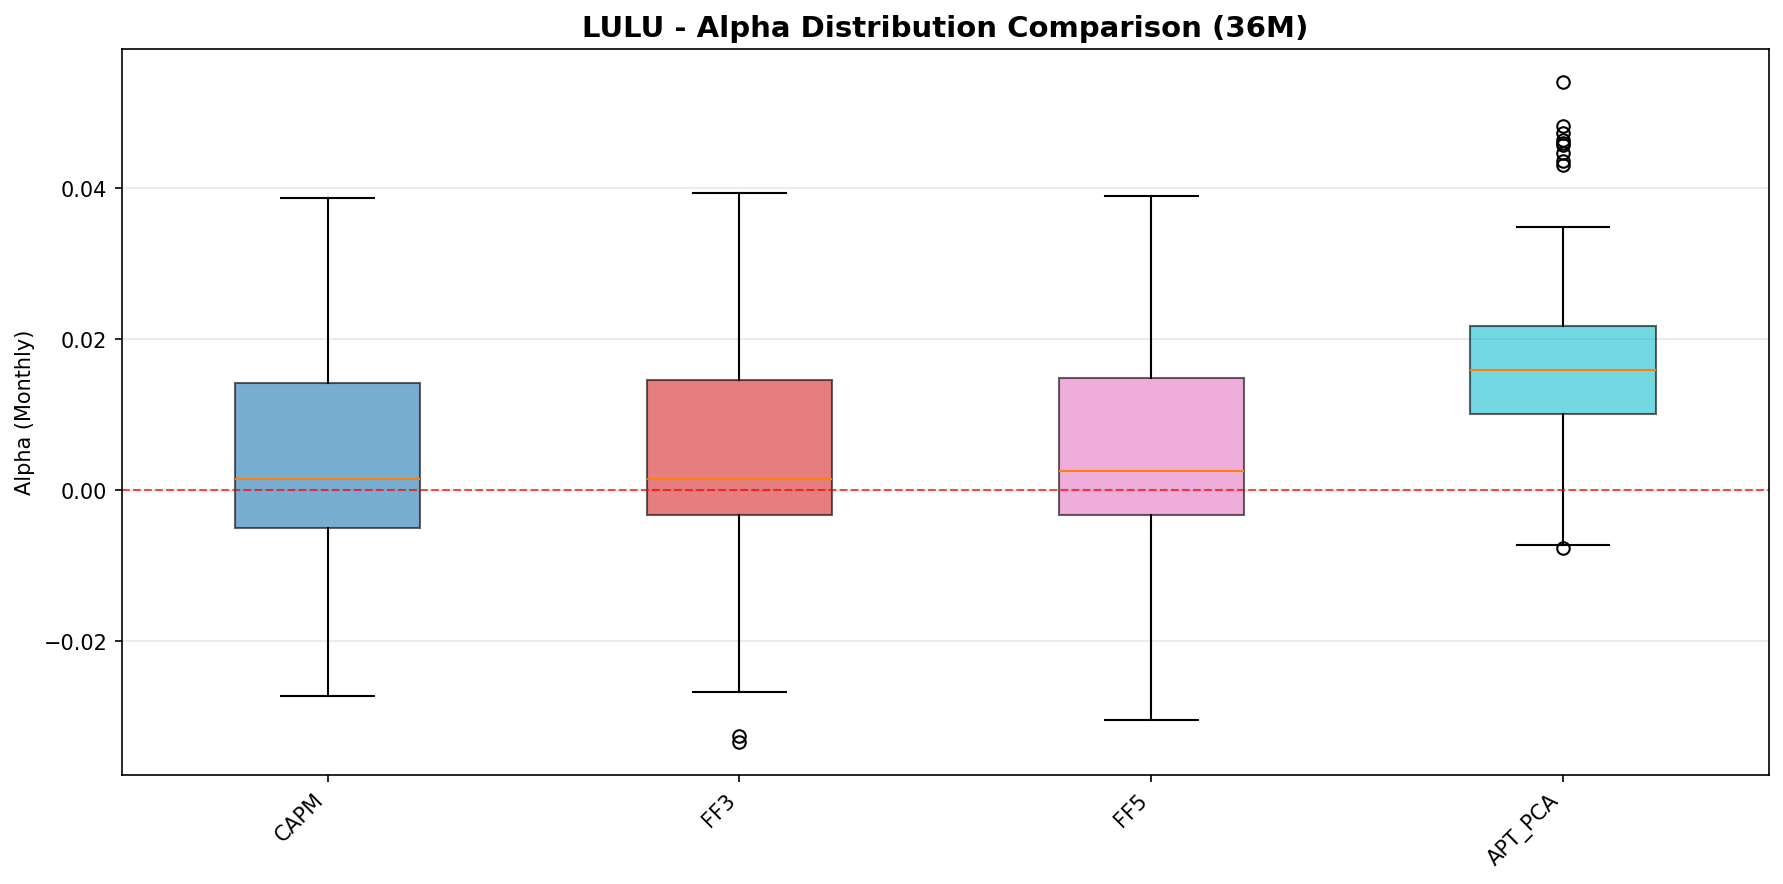 LULU - Alpha Distribution Comparison (36M)
Alpha (Monthly)
0.04
0.02
0.00
−0.02
CAPM
FF3
FF5
APT_PCA